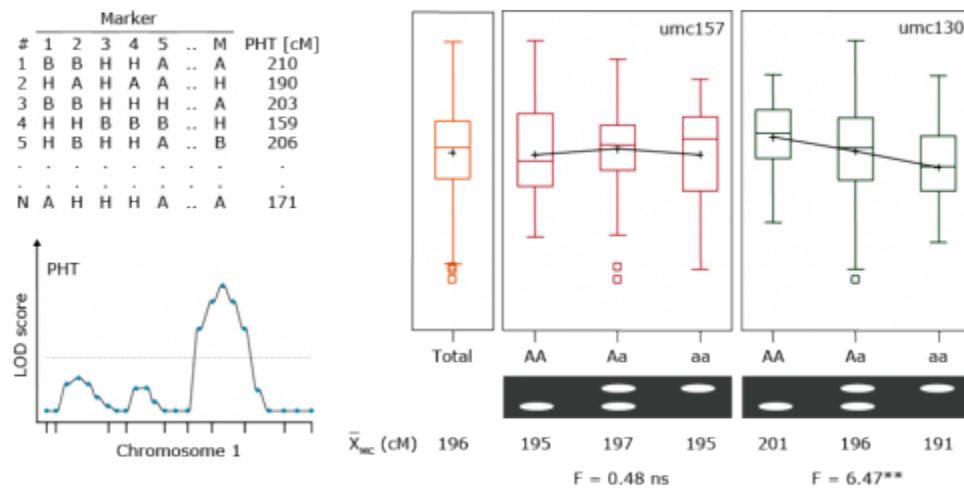 Marker
# 1 2 3 4 5 .. M PHT [cM]
1 B B H H A .. A 210
2 H A H A A .. H 190
3 B B H H H .. A 203
4 H H B B B .. H 159
5 H B H H A .. B 206
. . . . . . . .
. . . . . . . .
N A H H H A .. A 171
PHT
LOD score
Chromosome 1
umc157
umc130
Total AA Aa aa AA Aa aa
X̅MC (cM) 196 195 197 195 201 196 191
F = 0.48 ns F = 6.47**